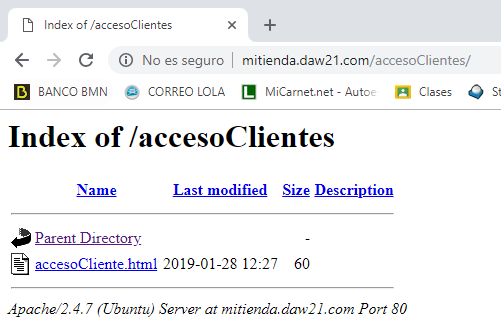 Index of /accesoClientes
No es seguro | mitienda.daw21.com/accesoClientes/
BANCO BMN CORREO LOLA MiCarnet.net - Autoe Clases St
Index of /accesoClientes
Name Last modified Size Description
Parent Directory -
accesoCliente.html 2019-01-28 12:27 60
Apache/2.4.7 (Ubuntu) Server at mitienda.daw21.com Port 80